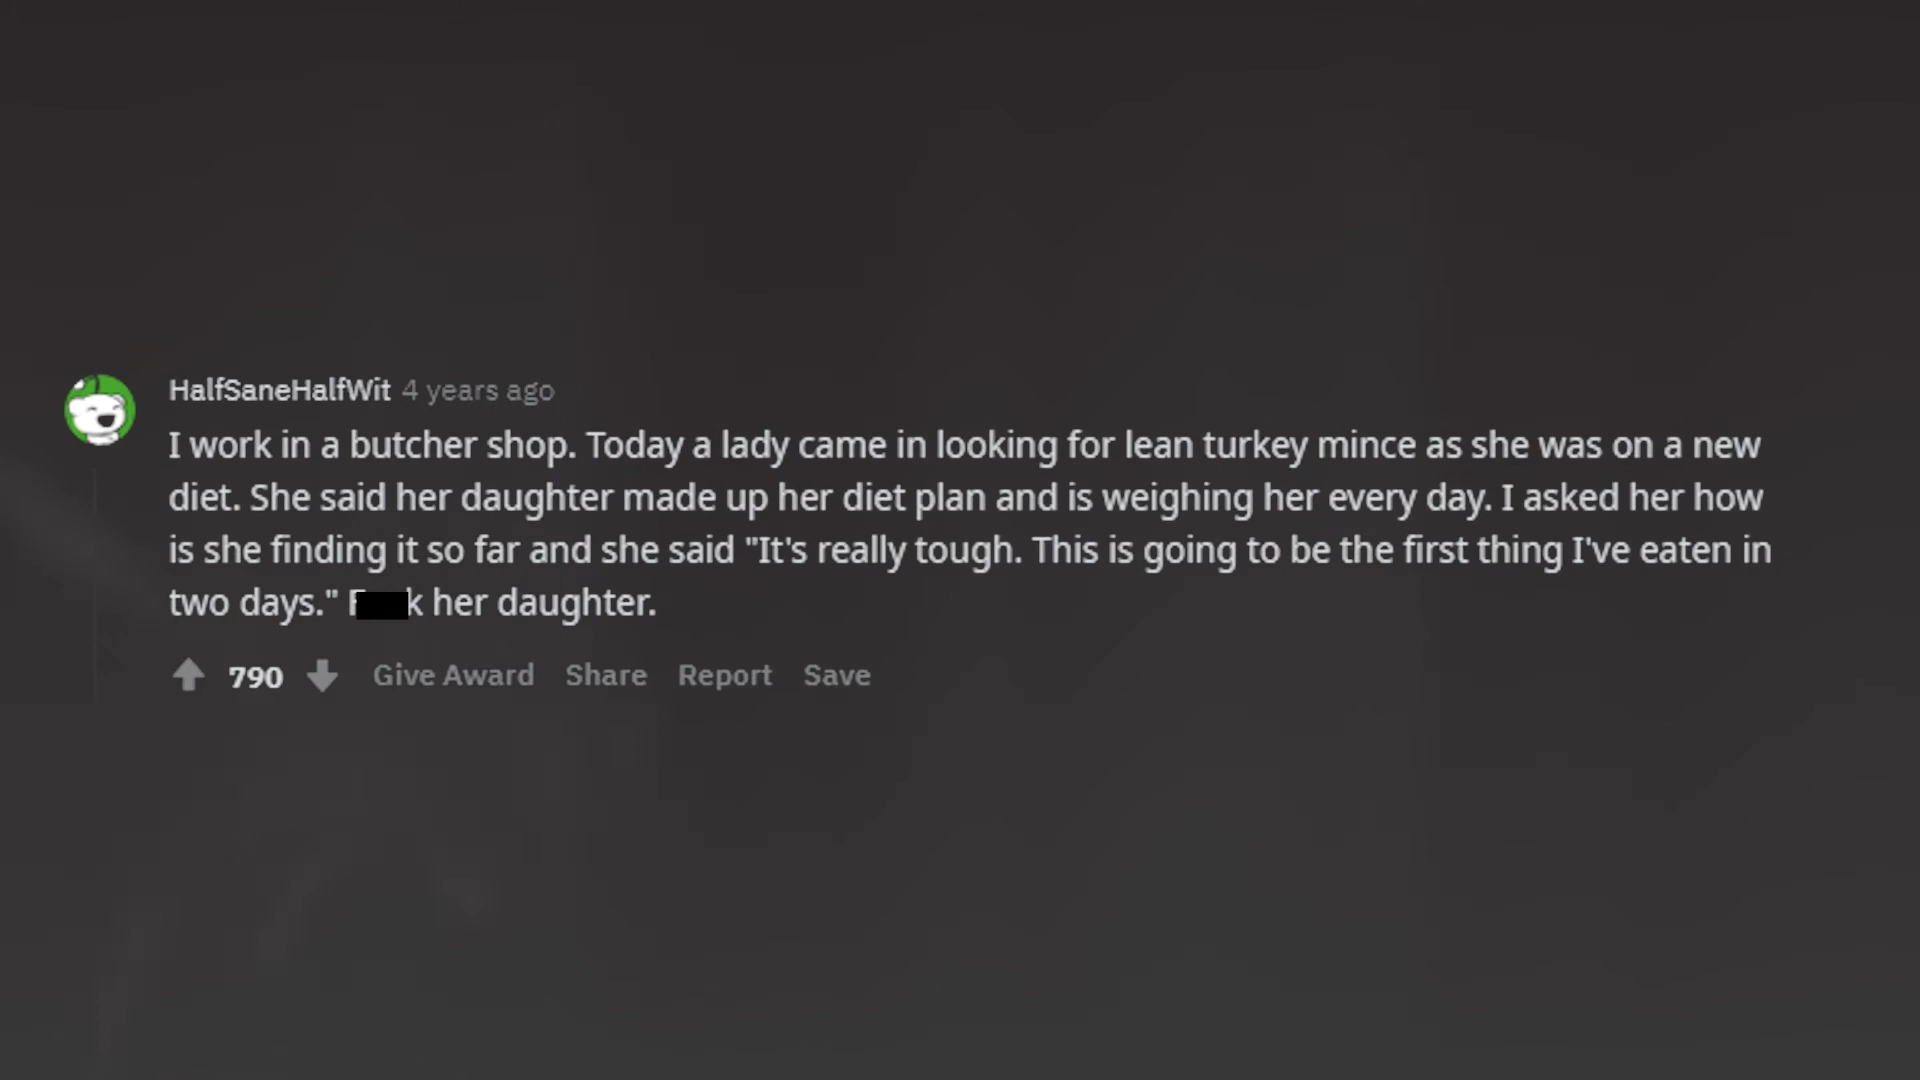 HalfSaneHalfWit 4 years ago
I work in a butcher shop. Today a lady came in looking for lean turkey mince as she was on a new
diet. She said her daughter made up her diet plan and is weighing her every day. I asked her how
is she finding it so far and she said "It's really tough. This is going to be the first thing I've eaten in
two days." F k her daughter.
790 Give Award Share Report Save